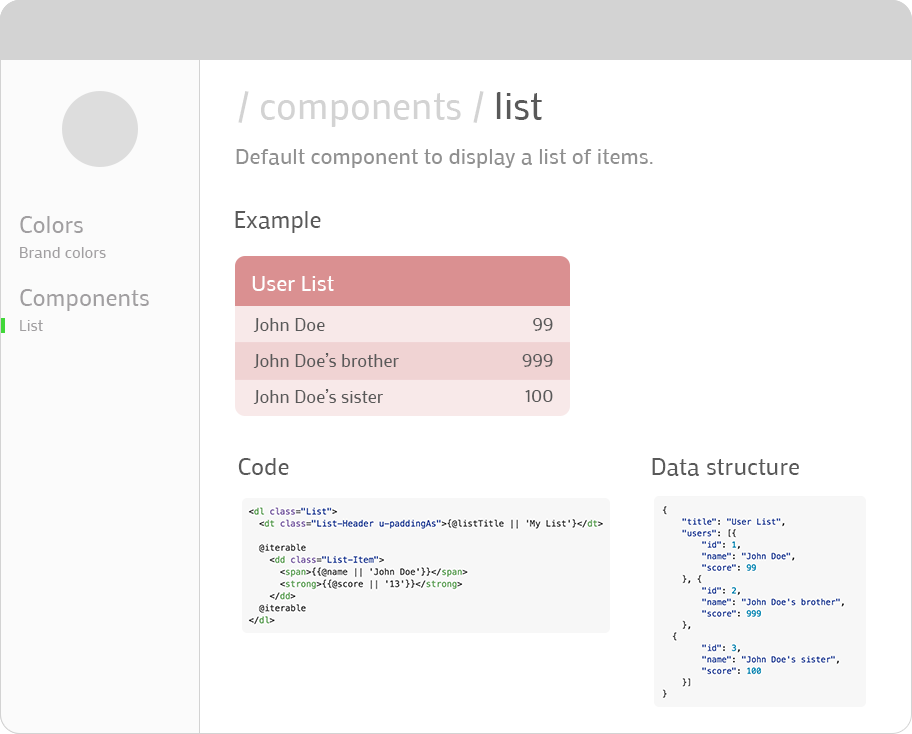 / components / list
Default component to display a list of items.
Colors
Brand colors
Components
List
Example
User List
John Doe 99
John Doe's brother 999
John Doe's sister 100
Code
<dl class="List">
<dt class="List-Header u-paddingAs">{@listTitle || 'My List'}</dt>
@iterable
<dd class="List-Item">
<span>{{@name || 'John Doe'}}</span>
<strong>{{@score || '13'}}</strong>
</dd>
@iterable
</dl>
Data structure
{
"title": "User List",
"users": [{
"id": 1,
"name": "John Doe",
"score": 99
}, {
"id": 2,
"name": "John Doe's brother",
"score": 999
},
{
"id": 3,
"name": "John Doe's sister",
"score": 100
}]
}